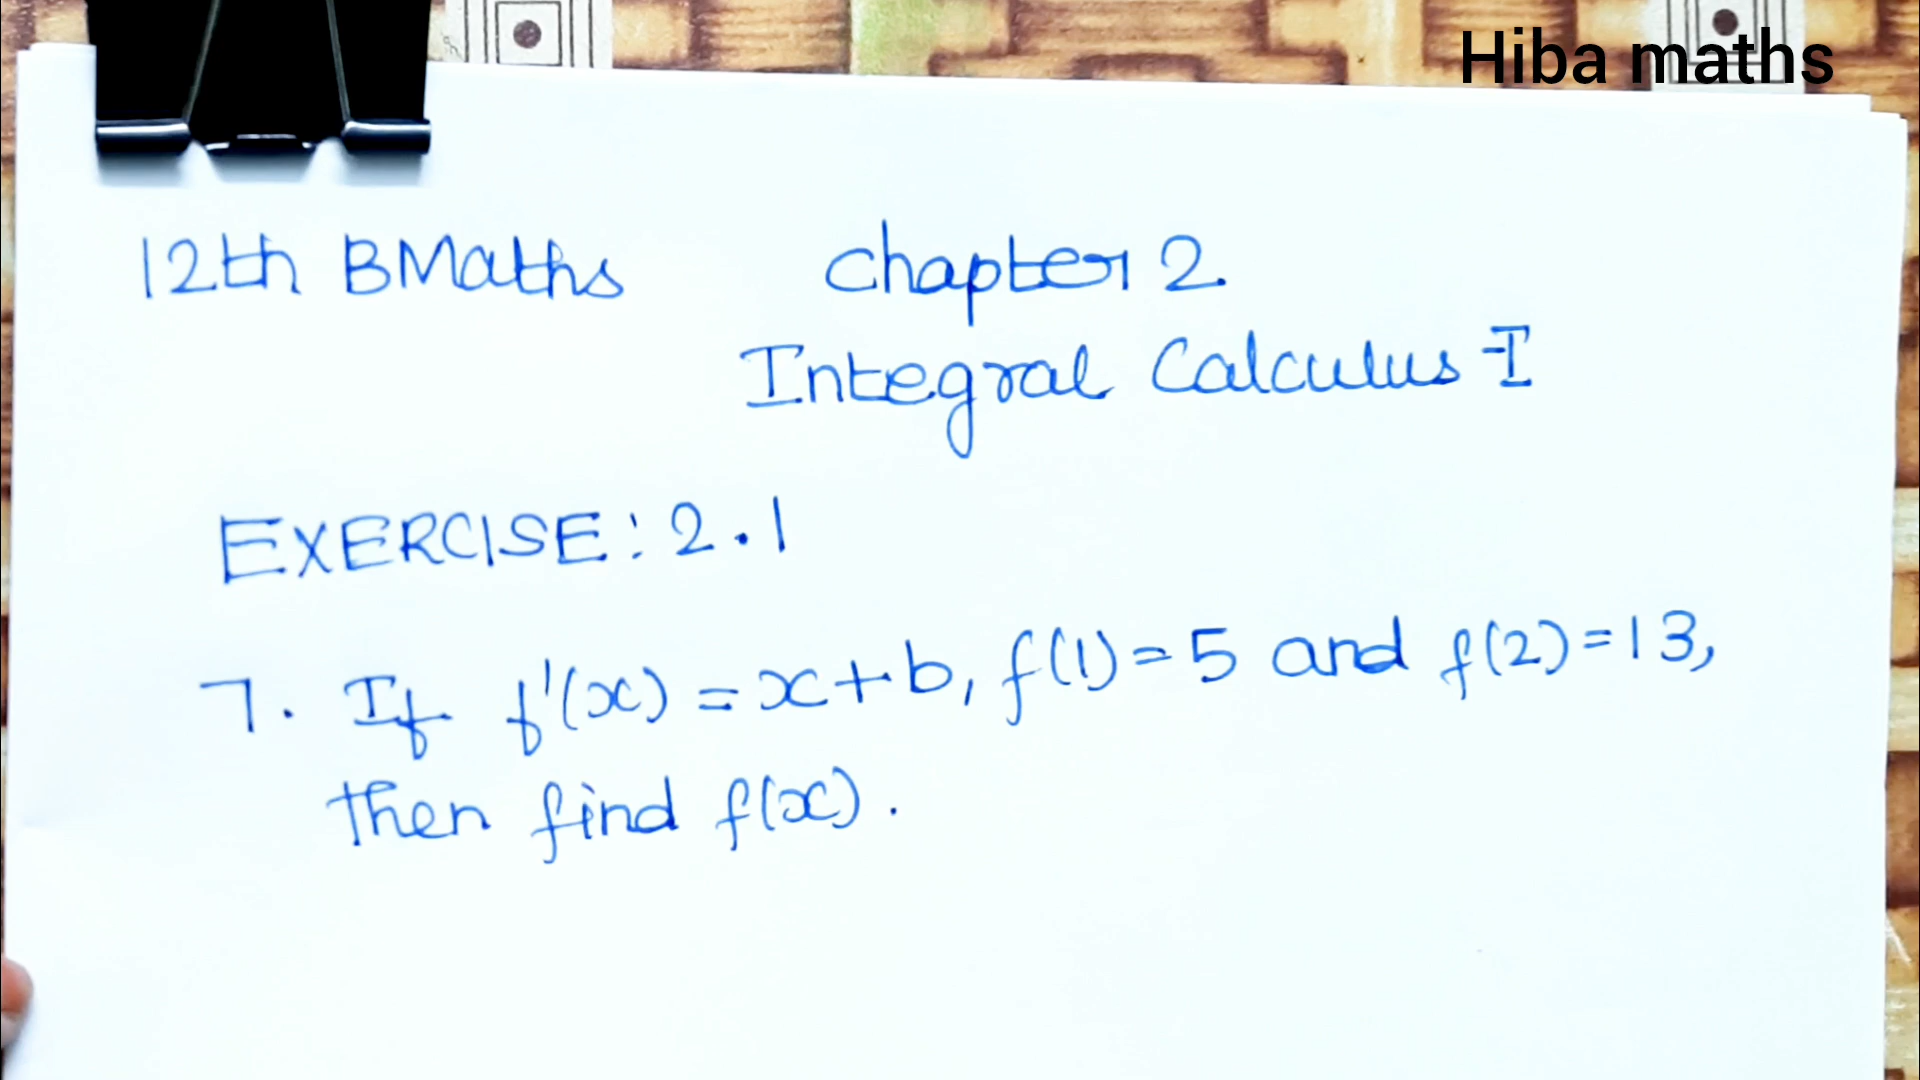 Hiba maths
12th BMaths chapter 2.
Integral Calculus -I
EXERCISE: 2.1
7. If f'(x) = x+b, f(1)=5 and f(2)=13,
then find f(x).